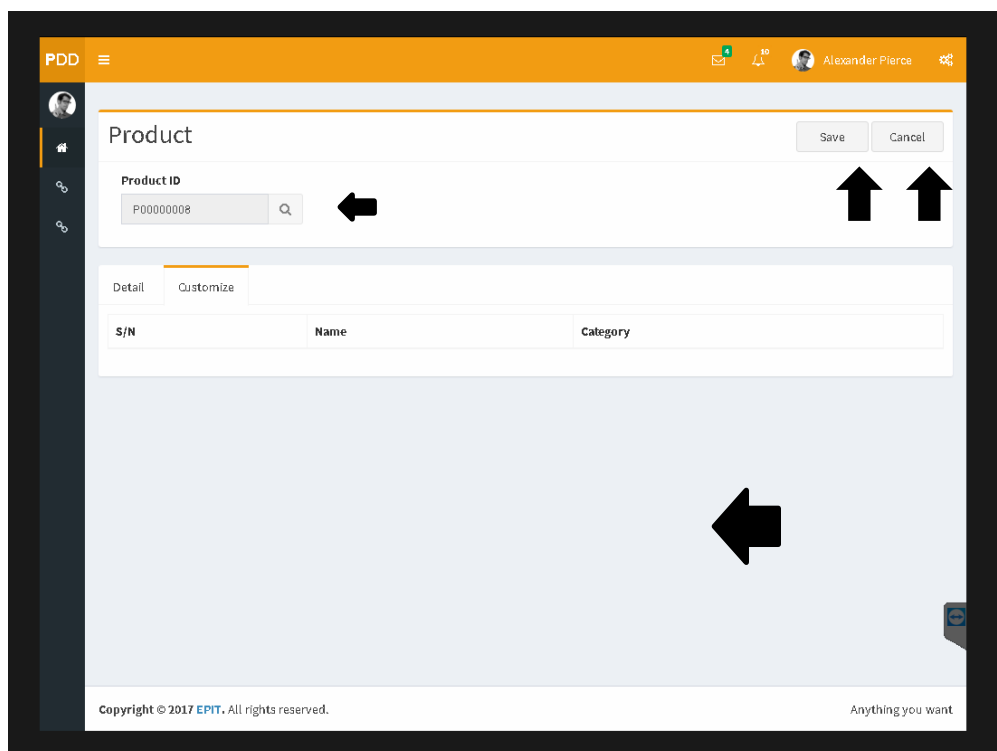 PDD
4
10
Alexander Pierce
Product
Save
Cancel
Product ID
P00000008
Detail
Customize
S/N
Name
Category
Copyright © 2017 EPIT. All rights reserved.
Anything you want